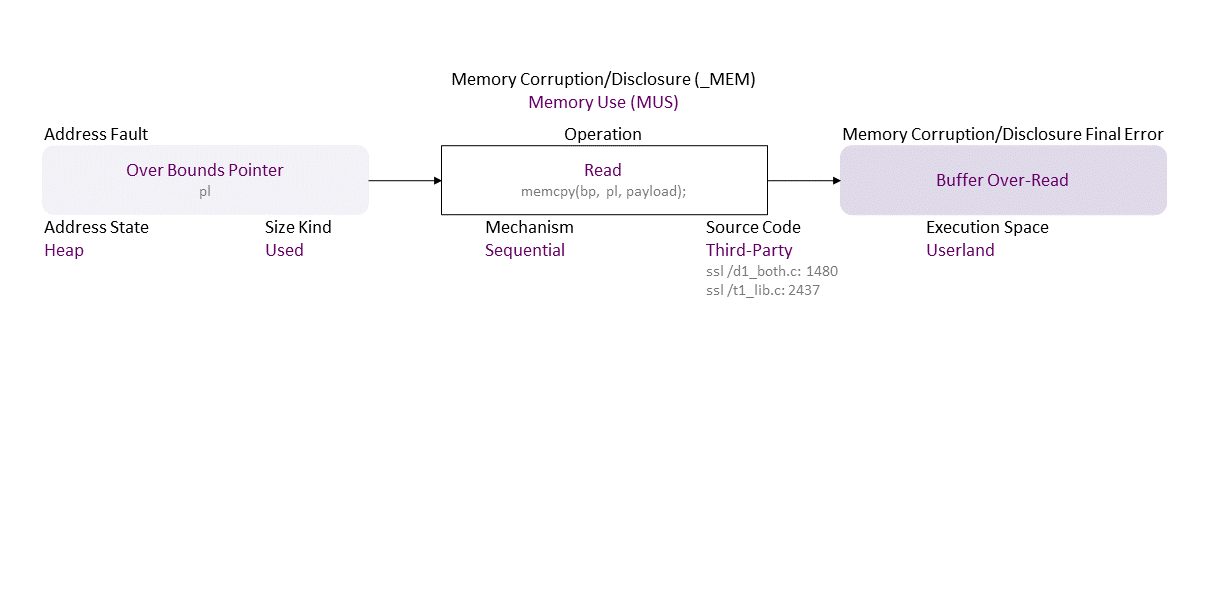 Memory Corruption/Disclosure (_MEM)
Memory Use (MUS)
Address Fault
Operation
Memory Corruption/Disclosure Final Error
Over Bounds Pointer
pl
Read
memcpy(bp, pl, payload);
Buffer Over-Read
Address State
Size Kind
Mechanism
Source Code
Execution Space
Heap
Used
Sequential
Third-Party
Userland
ssl /d1_both.c: 1480
ssl /t1_lib.c: 2437